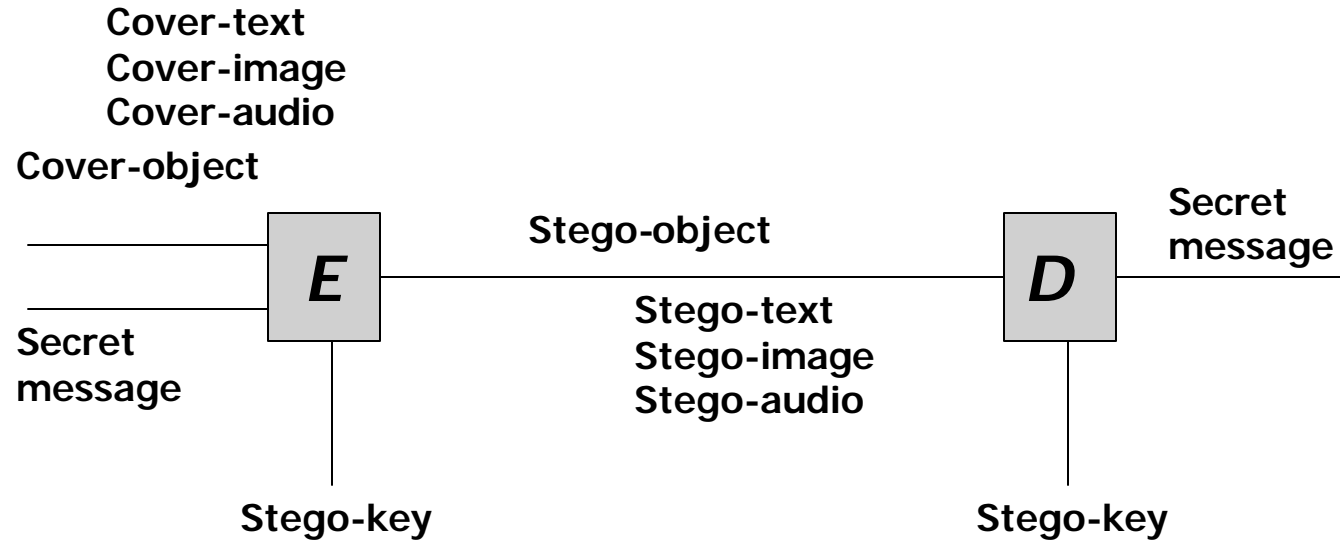 Cover-text
Cover-image
Cover-audio
Cover-object
Secret
message
E
Stego-key
Stego-object
Stego-text
Stego-image
Stego-audio
D
Stego-key
Secret
message